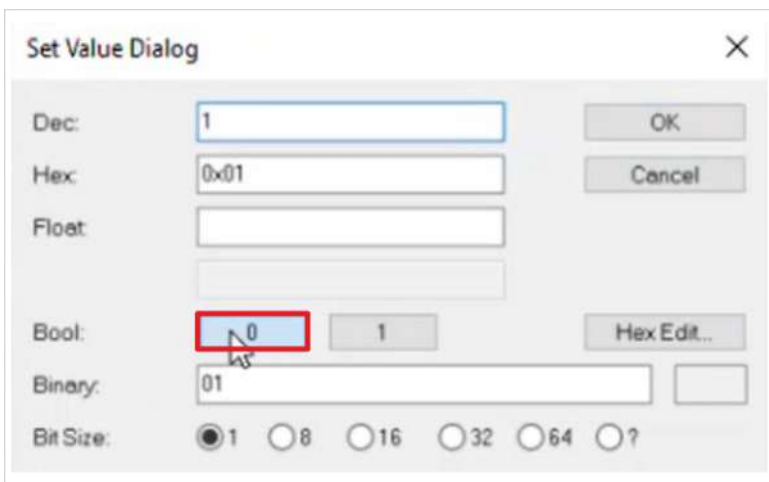 Set Value Dialog
Dec: 1 OK
Hex: 0x01 Cancel
Float:
Bool: 0 1 Hex Edit...
Binary: 01
Bit Size: 1 8 16 32 64 ?